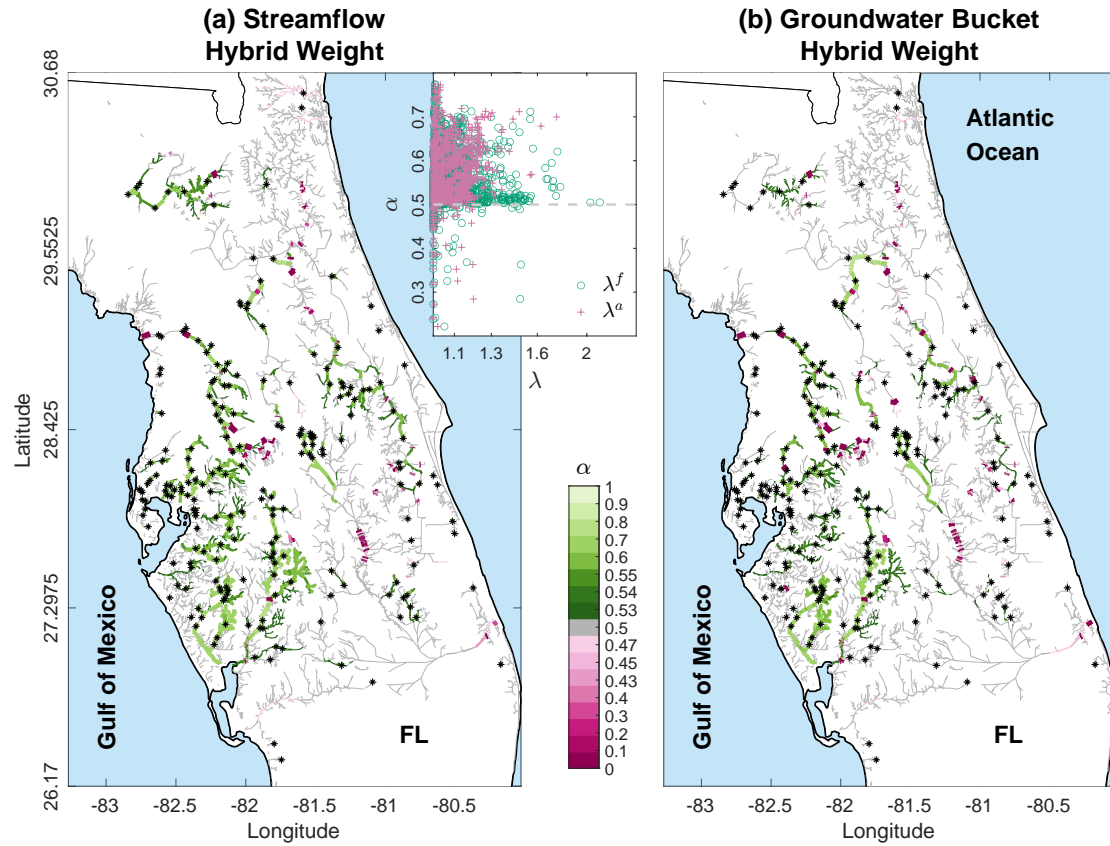 (a) Streamflow
Hybrid Weight
(b) Groundwater Bucket
Hybrid Weight
30.68
29.5525
28.425
27.2975
26.17
Latitude
-83
-82.5
-82
-81.5
-81
-80.5
Longitude
Gulf of Mexico
FL
0.7
0.6
0.5
0.4
0.3
α
1.1
1.3
1.6
2
λ
λ^f
λ^a
α
1
0.9
0.8
0.7
0.6
0.55
0.54
0.53
0.5
0.47
0.45
0.43
0.4
0.3
0.2
0.1
0
Atlantic
Ocean
Gulf of Mexico
FL
-83
-82.5
-82
-81.5
-81
-80.5
Longitude